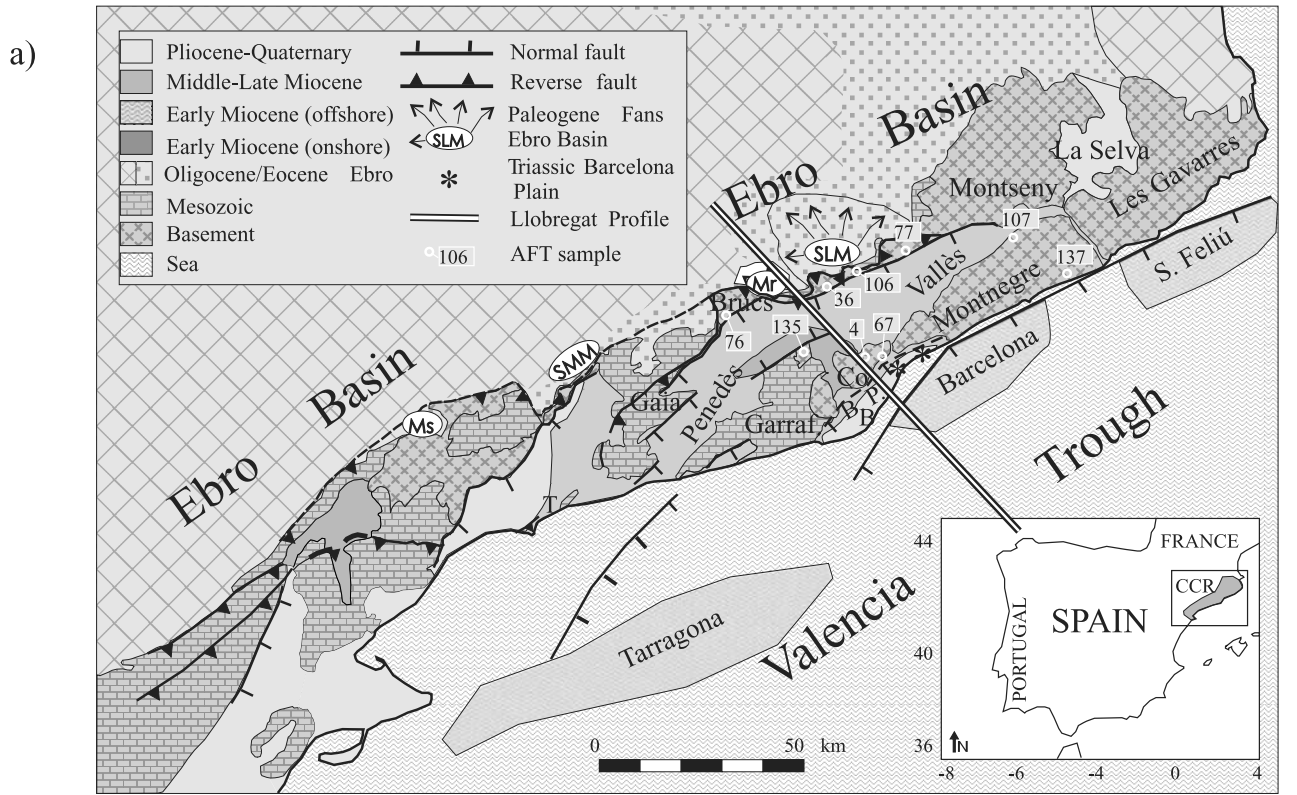 a)
Pliocene-Quaternary
Middle-Late Miocene
Early Miocene (offshore)
Early Miocene (onshore)
Oligocene/Eocene Ebro
Mesozoic
Basement
Sea
Normal fault
Reverse fault
SLM
Paleogene Fans
Ebro Basin
Triassic Barcelona
Plain
Llobregat Profile
106
AFT sample
Ebro Basin
La Selva
Les Gavarres
Montseny
107
77
SLM
137
S. Feliú
Vallès
106
Mr
36
Montnegre
Brucs
76
135
4
67
Barcelona
SMM
Co
B. P.
B
Gaia
Penedès
Garraf
Ebro Basin
Ms
T
Valencia Trough
Tarragona
0 50 km
44
40
36
FRANCE
CCR
SPAIN
PORTUGAL
N
-8 -6 -4 0 4